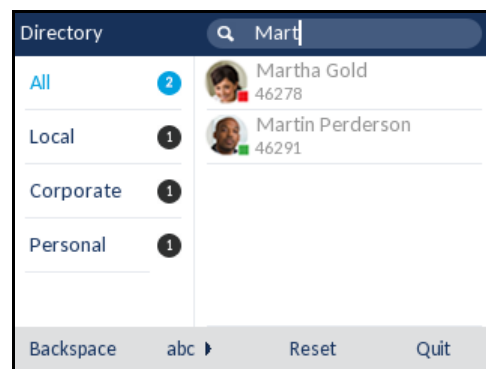 Directory
Mart
All 2
Local 1
Corporate 1
Personal 1
Martha Gold
46278
Martin Perderson
46291
Backspace abc Reset Quit